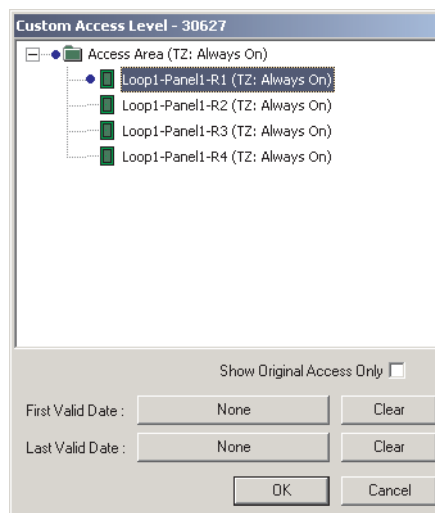 Custom Access Level - 30627
Access Area (TZ: Always On)
Loop1-Panel1-R1 (TZ: Always On)
Loop1-Panel1-R2 (TZ: Always On)
Loop1-Panel1-R3 (TZ: Always On)
Loop1-Panel1-R4 (TZ: Always On)
Show Original Access Only
First Valid Date : None Clear
Last Valid Date : None Clear
OK Cancel